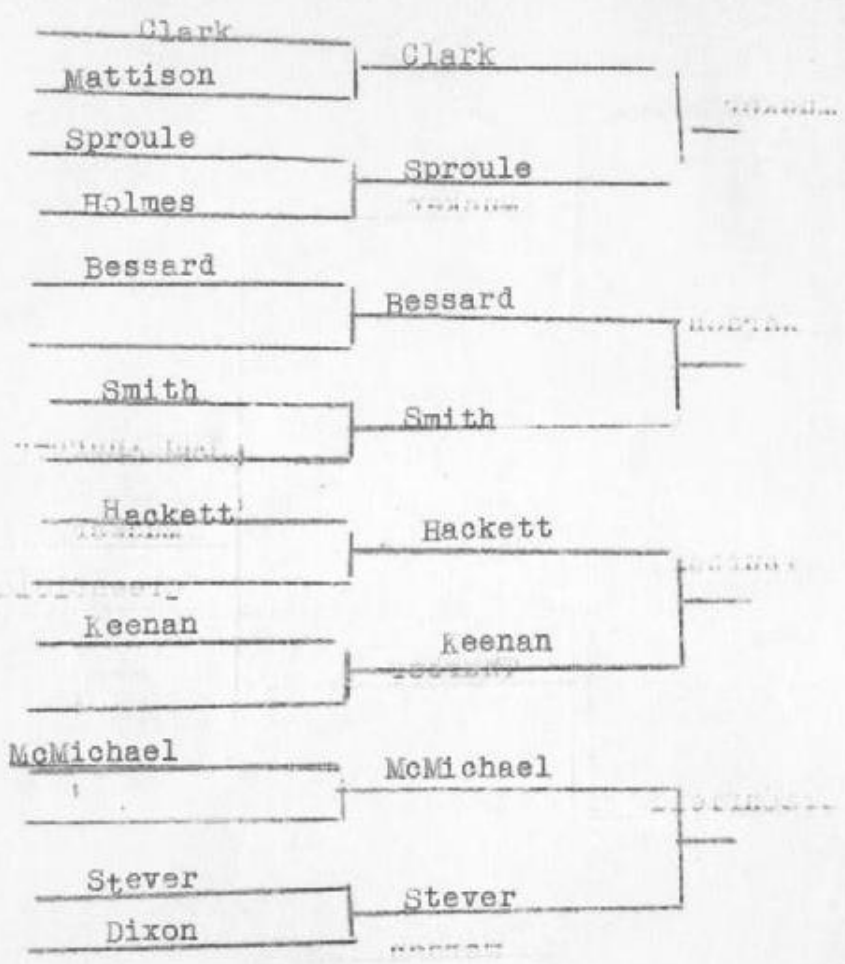 Clark
Mattison
Clark
Sproule
Holmes
Sproule
Bessard
Bessard
Smith
Smith
Hackett
Hackett
Keenan
Keenan
McMichael
McMichael
Stever
Dixon
Stever